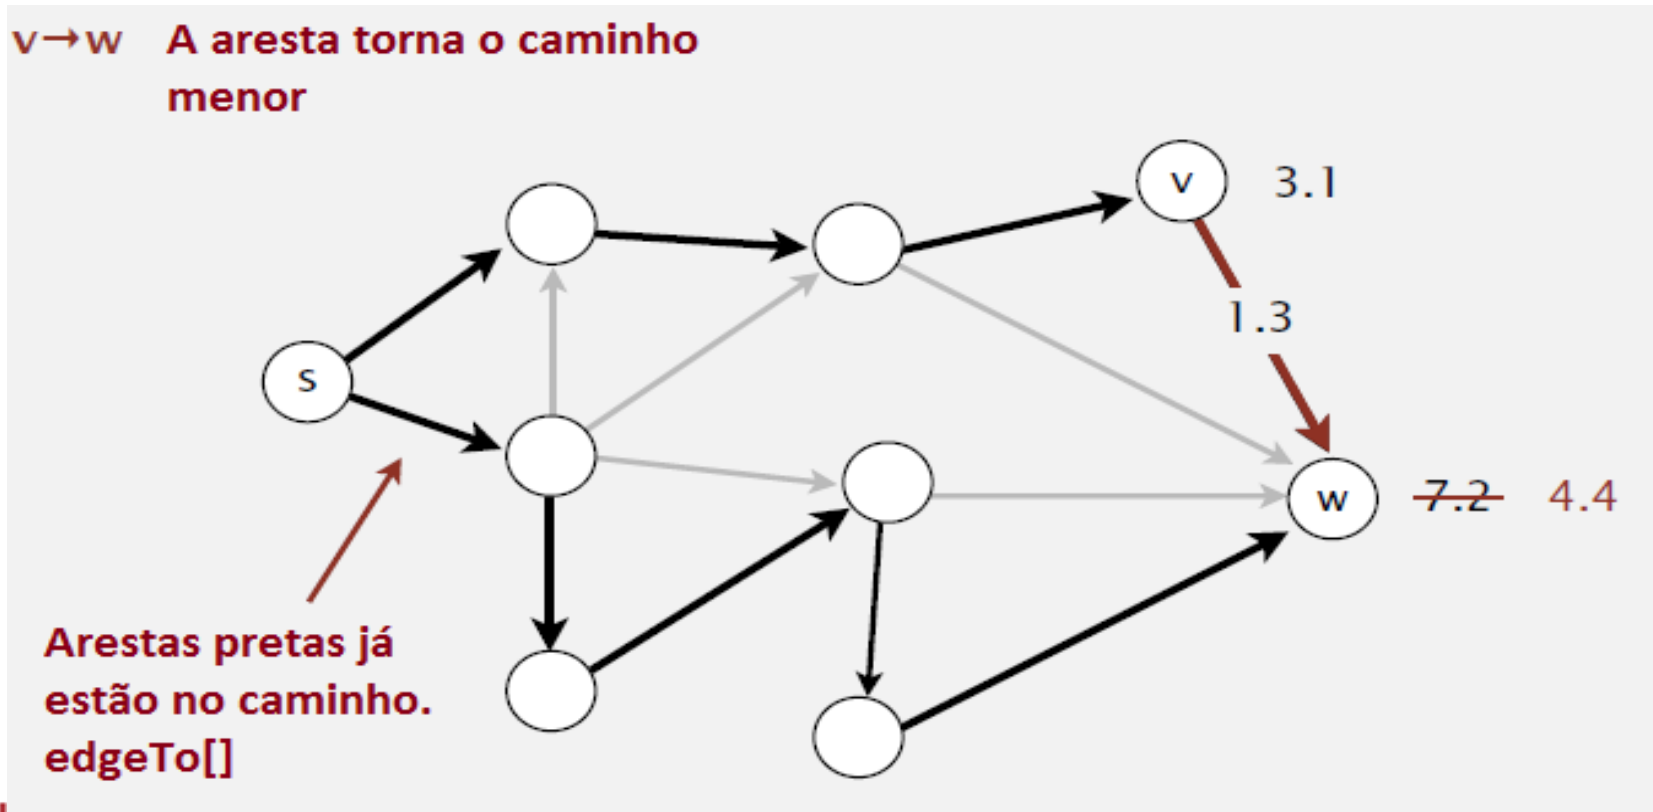 v→w A aresta torna o caminho
menor
v 3.1
1.3
s
w 7.2 4.4
Arestas pretas já
estão no caminho.
edgeTo[]